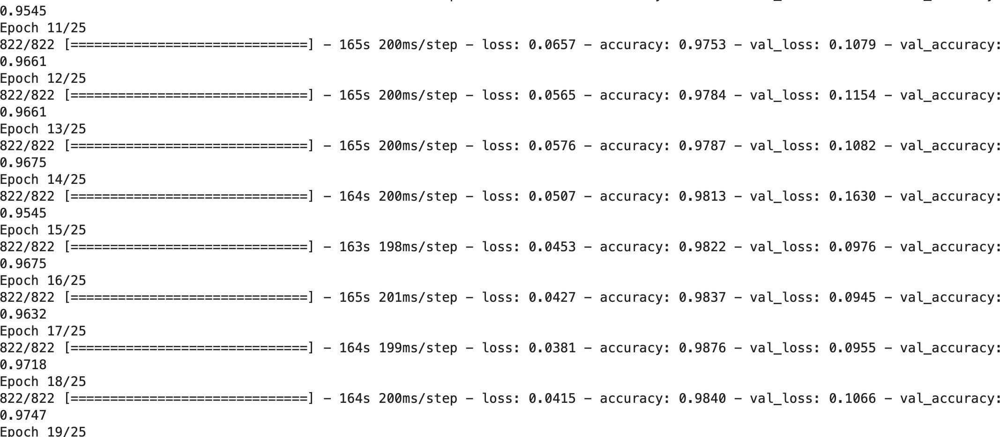 0.9545
Epoch 11/25
822/822 [==============================] - 165s 200ms/step - loss: 0.0657 - accuracy: 0.9753 - val_loss: 0.1079 - val_accuracy:
0.9661
Epoch 12/25
822/822 [==============================] - 165s 200ms/step - loss: 0.0565 - accuracy: 0.9784 - val_loss: 0.1154 - val_accuracy:
0.9661
Epoch 13/25
822/822 [==============================] - 165s 200ms/step - loss: 0.0576 - accuracy: 0.9787 - val_loss: 0.1082 - val_accuracy:
0.9675
Epoch 14/25
822/822 [==============================] - 164s 200ms/step - loss: 0.0507 - accuracy: 0.9813 - val_loss: 0.1630 - val_accuracy:
0.9545
Epoch 15/25
822/822 [==============================] - 163s 198ms/step - loss: 0.0453 - accuracy: 0.9822 - val_loss: 0.0976 - val_accuracy:
0.9675
Epoch 16/25
822/822 [==============================] - 165s 201ms/step - loss: 0.0427 - accuracy: 0.9837 - val_loss: 0.0945 - val_accuracy:
0.9632
Epoch 17/25
822/822 [==============================] - 164s 199ms/step - loss: 0.0381 - accuracy: 0.9876 - val_loss: 0.0955 - val_accuracy:
0.9718
Epoch 18/25
822/822 [==============================] - 164s 200ms/step - loss: 0.0415 - accuracy: 0.9840 - val_loss: 0.1066 - val_accuracy:
0.9747
Epoch 19/25